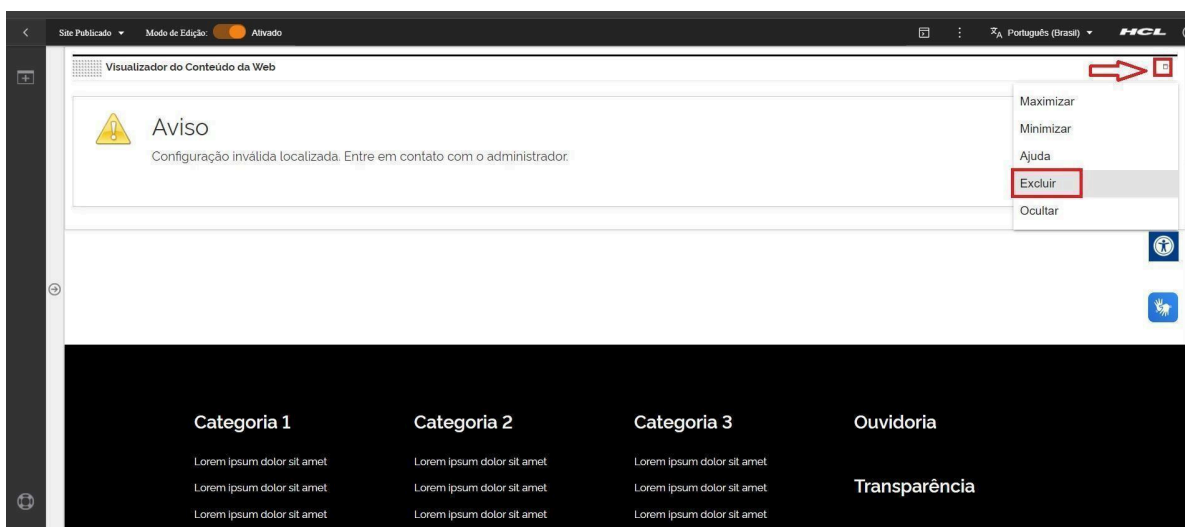 Site Publicado Modo de Edição: Ativado Português (Brasil) HCL
Visualizador do Conteúdo da Web
Maximizar
Aviso
Minimizar
Configuração inválida localizada. Entre em contato com o administrador.
Ajuda
Excluir
Ocultar
Categoria 1 Categoria 2 Categoria 3 Ouvidoria
Lorem ipsum dolor sit amet Lorem ipsum dolor sit amet Lorem ipsum dolor sit amet
Lorem ipsum dolor sit amet Lorem ipsum dolor sit amet Lorem ipsum dolor sit amet Transparência
Lorem ipsum dolor sit amet Lorem ipsum dolor sit amet Lorem ipsum dolor sit amet